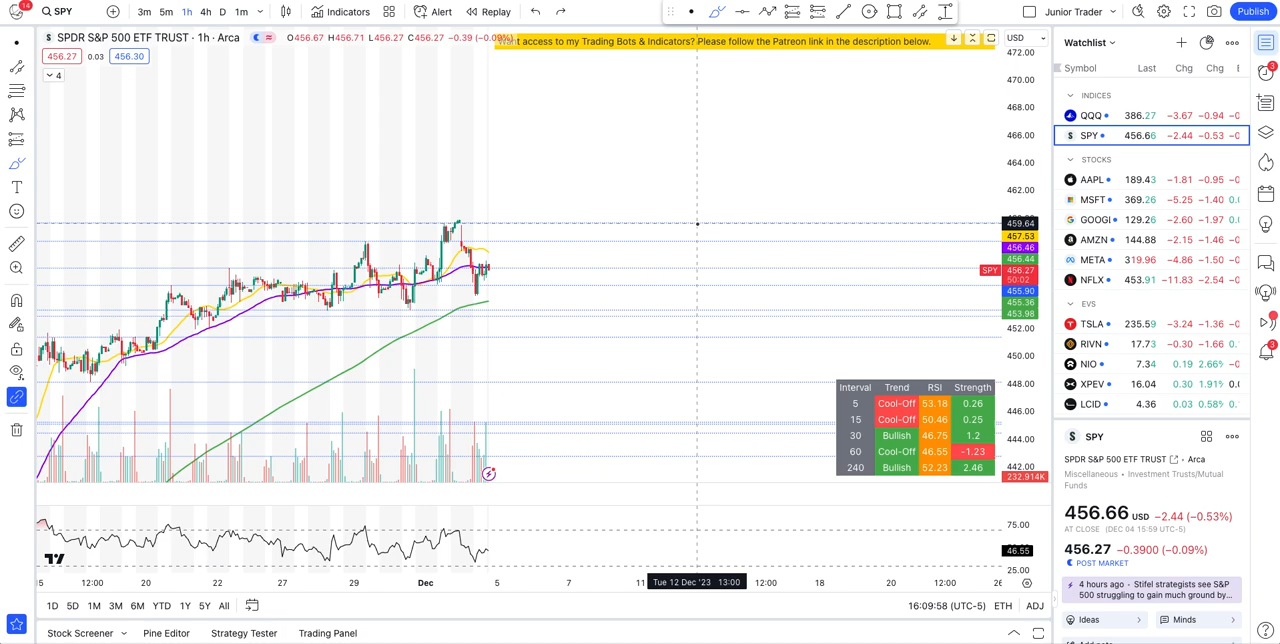 14 SPY 3m 5m 1h 4h D 1m Indicators Alert Replay Junior Trader Publish
S SPDR S&P 500 ETF TRUST · 1h · Arca O456.67 H456.71 L456.27 C456.27 −0.39 (−0.09%)
access to my Trading Bots & Indicators? Please follow the Patreon link in the description below.
456.27 0.03 456.30
4
USD
472.00
470.00
468.00
466.00
464.00
462.00
459.64
457.53
456.46
456.44
SPY 456.27
50:02
455.90
455.36
453.98
452.00
450.00
448.00
446.00
444.00
442.00
232.914K
Interval Trend RSI Strength
5 Cool-Off 53.18 0.26
15 Cool-Off 50.46 0.25
30 Bullish 46.75 1.2
60 Cool-Off 46.55 −1.23
240 Bullish 52.23 2.46
75.00
46.55
25.00
12:00 20 22 27 29 Dec 5 7 11 Tue 12 Dec '23 13:00 12:00 18 20 12:00
1D 5D 1M 3M 6M YTD 1Y 5Y All 16:09:58 (UTC-5) ETH ADJ
Stock Screener Pine Editor Strategy Tester Trading Panel
Watchlist
Symbol Last Chg Chg
INDICES
QQQ 386.27 −3.67 −0.94
S SPY 456.66 −2.44 −0.53
STOCKS
AAPL 189.43 −1.81 −0.95
MSFT 369.26 −5.25 −1.40
GOOGL 129.26 −2.60 −1.97
AMZN 144.88 −2.15 −1.46
META 319.96 −4.86 −1.50
NFLX 453.91 −11.83 −2.54
EVS
TSLA 235.59 −3.24 −1.36
RIVN 17.73 −0.30 −1.66
NIO 7.34 0.19 2.66%
XPEV 16.04 0.30 1.91%
LCID 4.36 0.03 0.58%
S SPY
SPDR S&P 500 ETF TRUST · Arca
Miscellaneous • Investment Trusts/Mutual
Funds
456.66 USD −2.44 (−0.53%)
AT CLOSE (DEC 04 15:59 UTC-5)
456.27 −0.3900 (−0.09%)
POST MARKET
4 hours ago · Stifel strategists see S&P
500 struggling to gain much ground by...
Ideas Minds
3
3